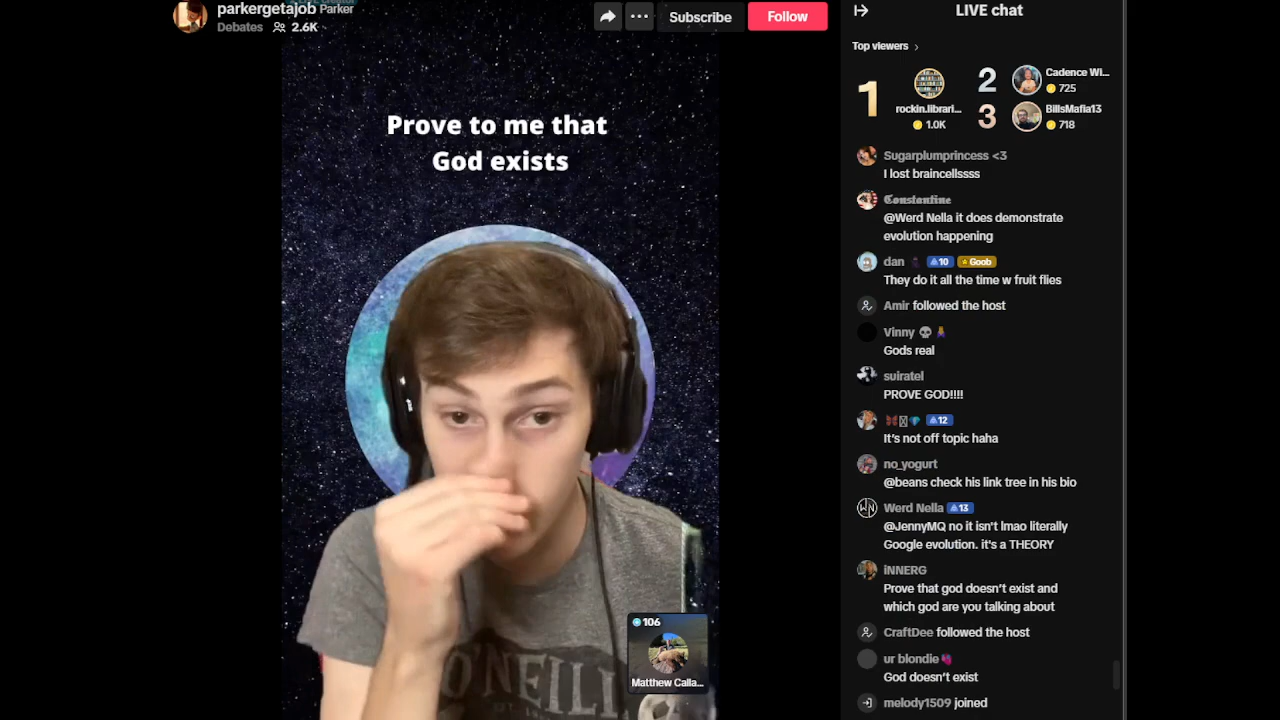 parkergetajob Parker
Debates 2.6K
Subscribe
Follow
Prove to me that
God exists
O'NEILL
106
Matthew Calla...
LIVE chat
Top viewers
1
rockin.librari...
1.0K
2
Cadence Wi...
725
3
BillsMafia13
718
Sugarplumprincess <3
I lost braincellssss
Constantine
@Werd Nella it does demonstrate
evolution happening
dan 10 Goob
They do it all the time w fruit flies
Amir followed the host
Vinny
Gods real
suiratel
PROVE GOD!!!!
12
It's not off topic haha
no_yogurt
@beans check his link tree in his bio
Werd Nella 13
@JennyMQ no it isn't lmao literally
Google evolution. it's a THEORY
iNNERG
Prove that god doesn't exist and
which god are you talking about
CraftDee followed the host
ur blondie
God doesn't exist
melody1509 joined